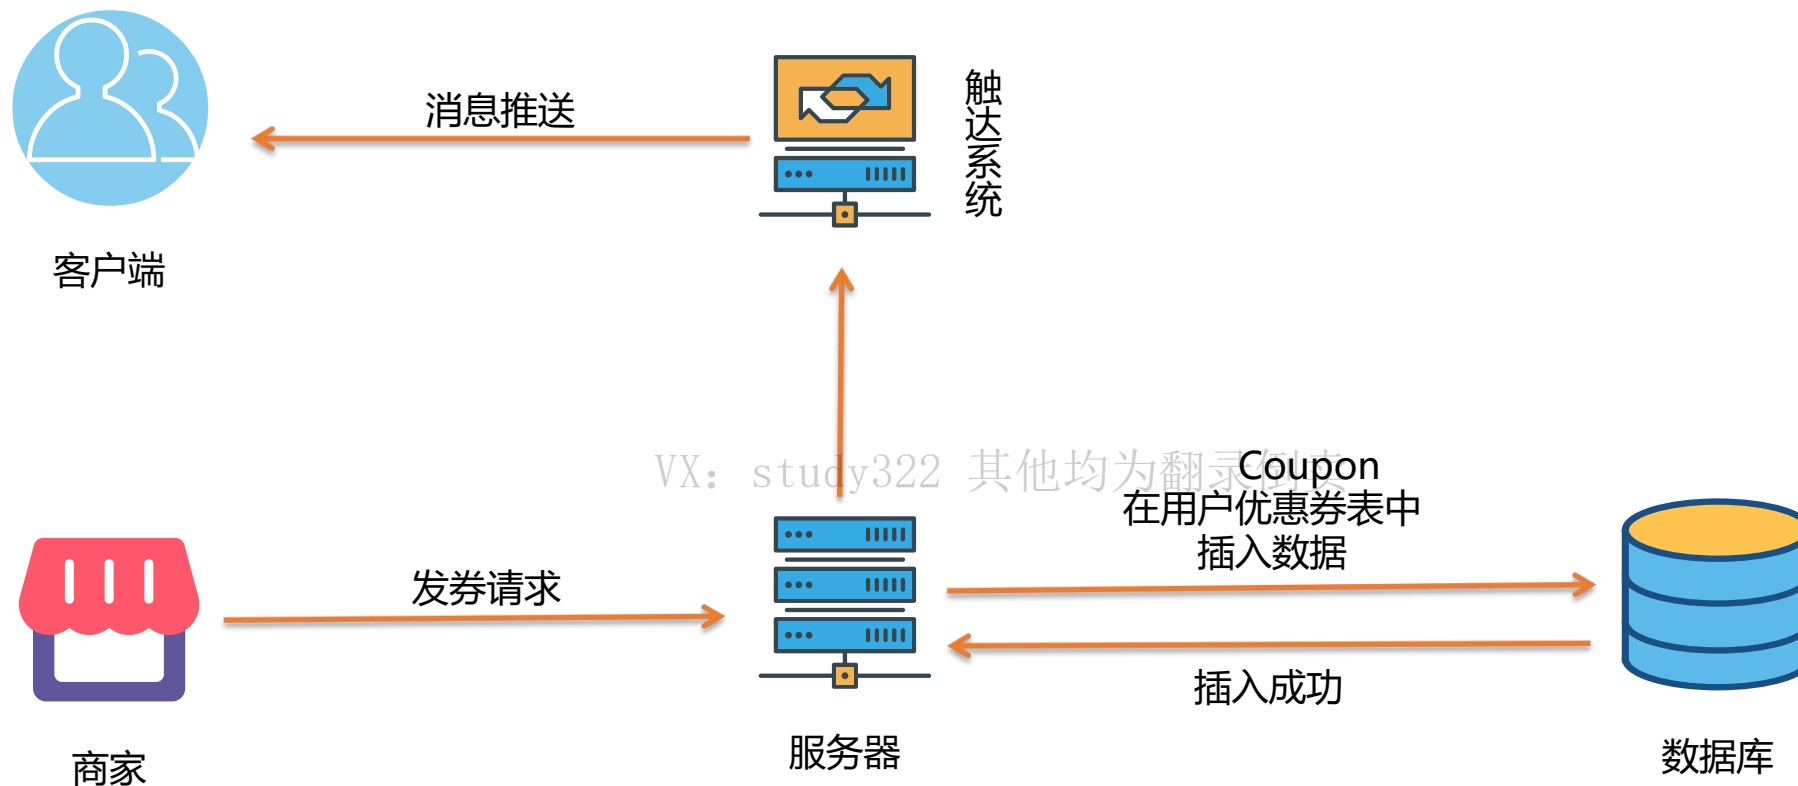 消息推送
触达系统
客户端
VX: study322 其他均为翻录倒卖
Coupon
在用户优惠券表中
插入数据
发券请求
插入成功
服务器
数据库
商家